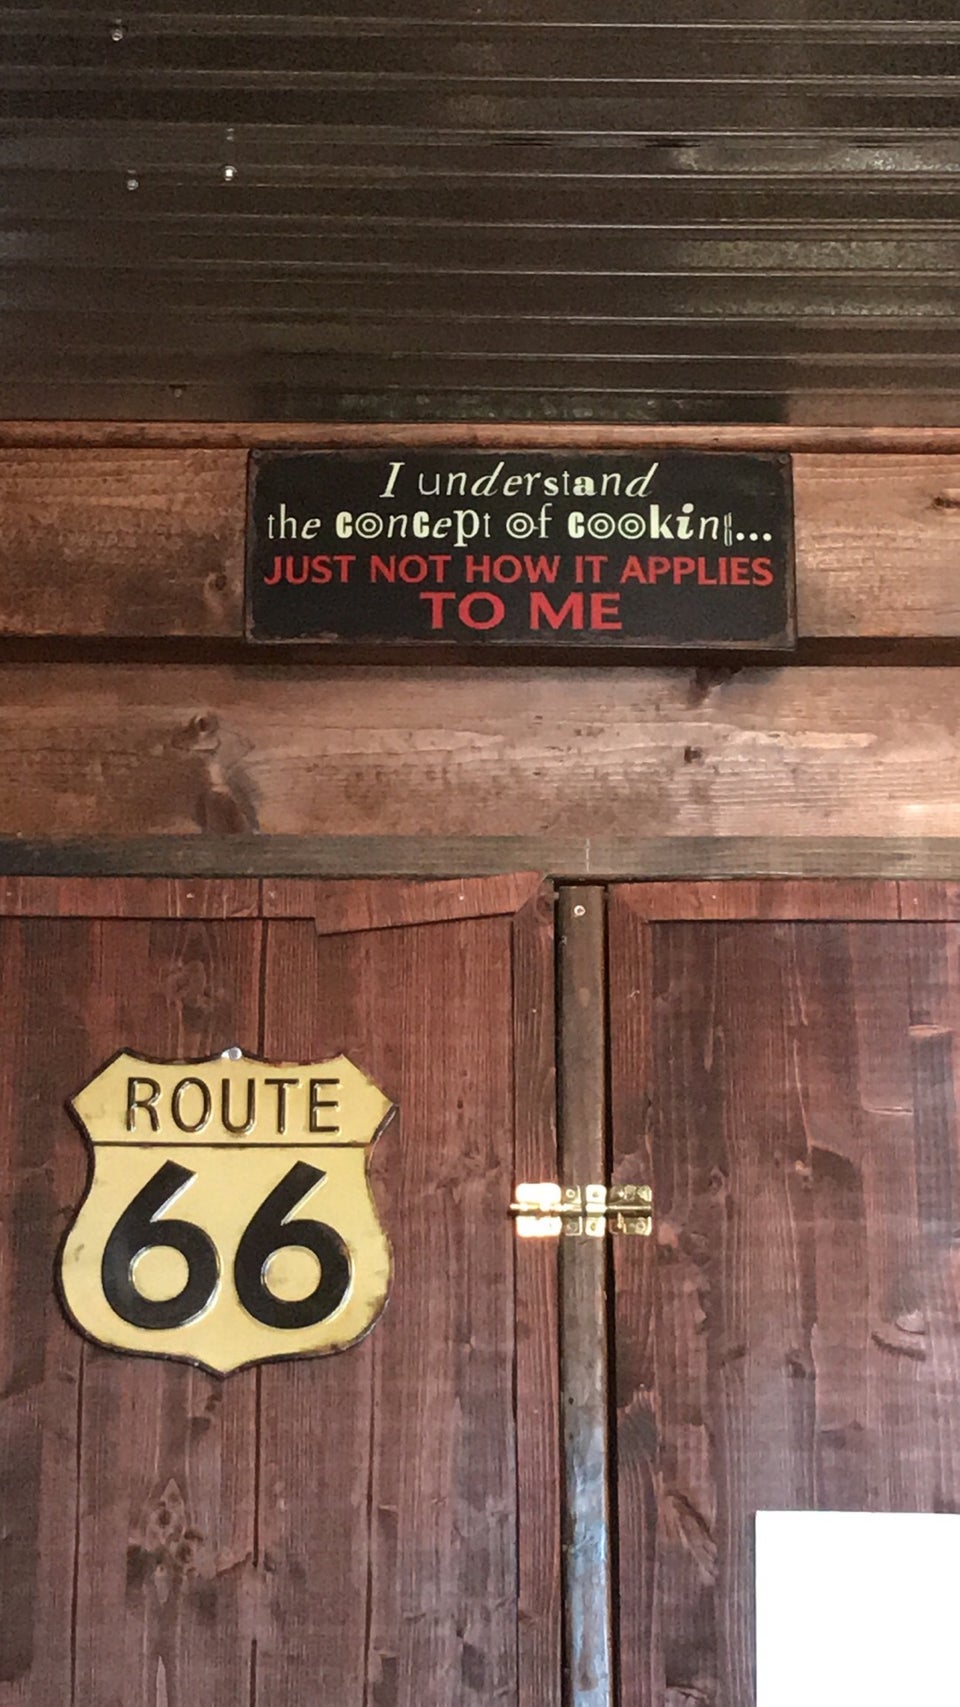 I understand
the concept of cooking...
JUST NOT HOW IT APPLIES
TO ME
ROUTE
66